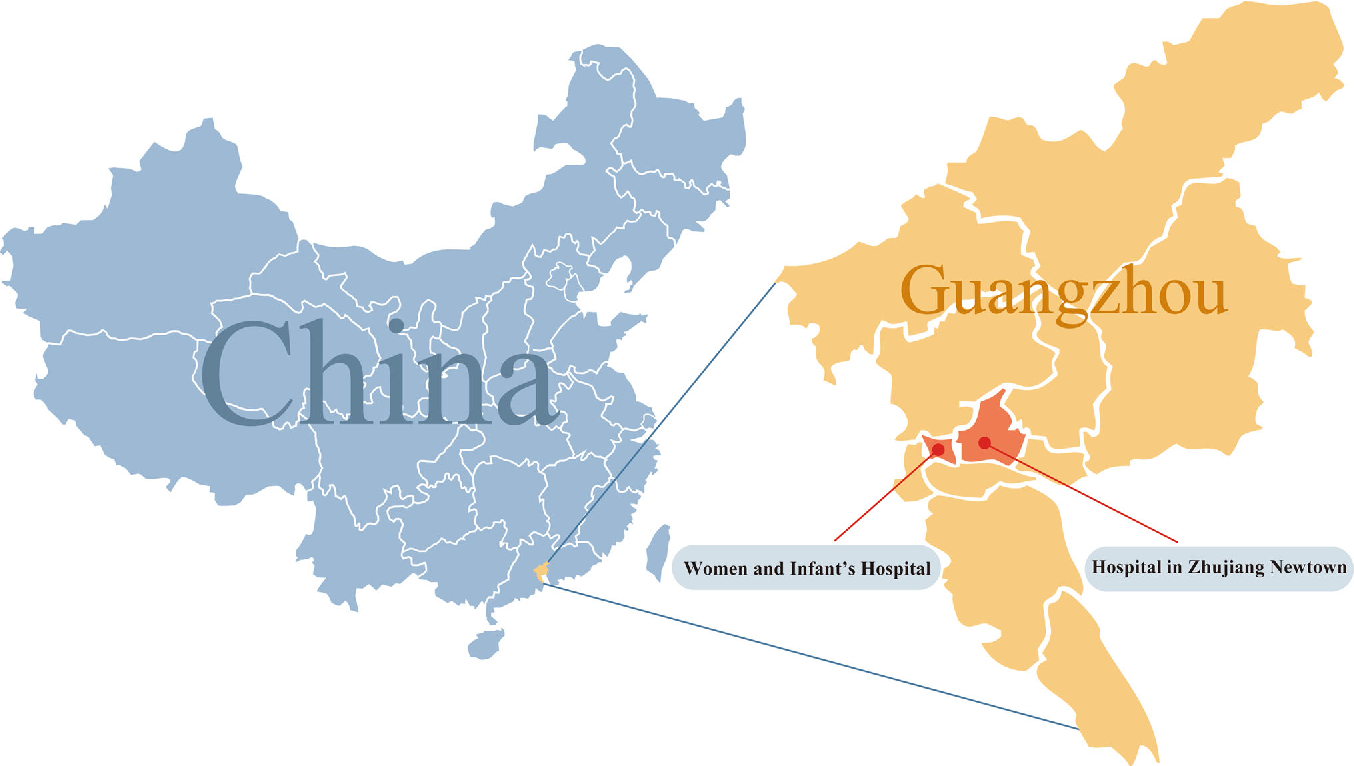 China
Guangzhou
Women and Infant's Hospital
Hospital in Zhujiang Newtown